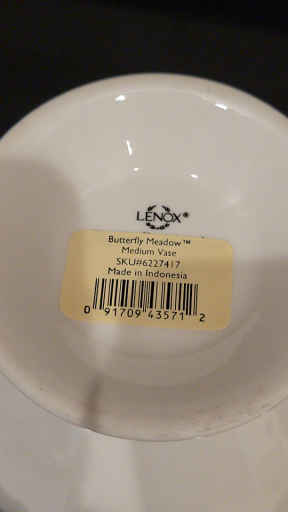 LENOX®
Butterfly Meadow™
Medium Vase
SKU#6227417
Made in Indonesia
0 91709 43571 2